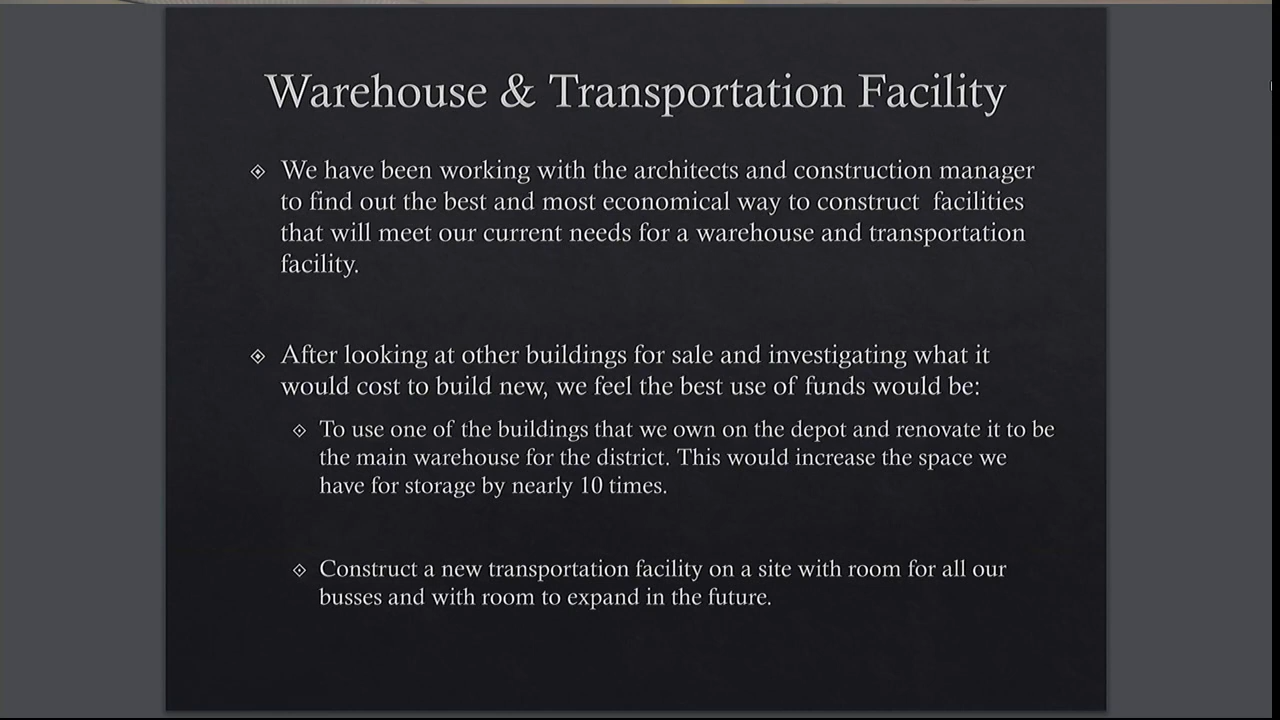 Warehouse & Transportation Facility
We have been working with the architects and construction manager
to find out the best and most economical way to construct  facilities
that will meet our current needs for a warehouse and transportation
facility.
After looking at other buildings for sale and investigating what it
would cost to build new, we feel the best use of funds would be:
To use one of the buildings that we own on the depot and renovate it to be
the main warehouse for the district. This would increase the space we
have for storage by nearly 10 times.
Construct a new transportation facility on a site with room for all our
busses and with room to expand in the future.